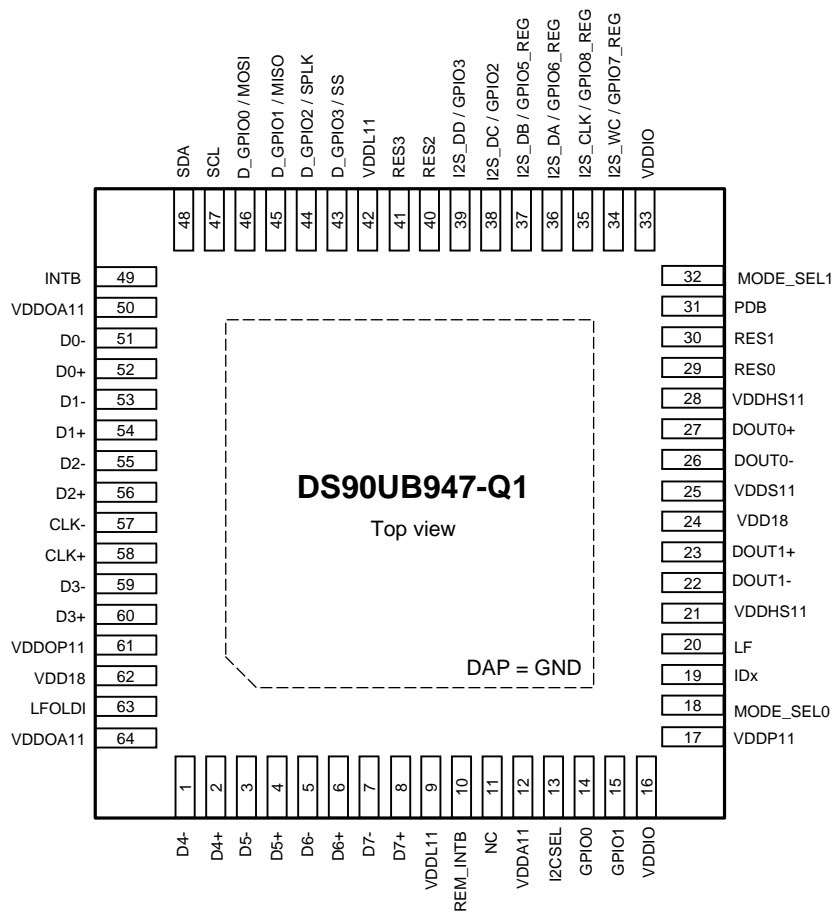 SDA
SCL
D_GPIO0 / MOSI
D_GPIO1 / MISO
D_GPIO2 / SPLK
D_GPIO3 / SS
VDDL11
RES3
RES2
I2S_DD / GPIO3
I2S_DC / GPIO2
I2S_DB / GPIO5_REG
I2S_DA / GPIO6_REG
I2S_CLK / GPIO8_REG
I2S_WC / GPIO7_REG
VDDIO
48
47
46
45
44
43
42
41
40
39
38
37
36
35
34
33
INTB 49
VDDOA11 50
D0- 51
D0+ 52
D1- 53
D1+ 54
D2- 55
D2+ 56
CLK- 57
CLK+ 58
D3- 59
D3+ 60
VDDOP11 61
VDD18 62
LFOLDI 63
VDDOA11 64
DS90UB947-Q1
Top view
DAP = GND
32 MODE_SEL1
31 PDB
30 RES1
29 RES0
28 VDDHS11
27 DOUT0+
26 DOUT0-
25 VDDS11
24 VDD18
23 DOUT1+
22 DOUT1-
21 VDDHS11
20 LF
19 IDx
18 MODE_SEL0
17 VDDP11
1
2
3
4
5
6
7
8
9
10
11
12
13
14
15
16
D4-
D4+
D5-
D5+
D6-
D6+
D7-
D7+
VDDL11
REM_INTB
NC
VDDA11
I2CSEL
GPIO0
GPIO1
VDDIO